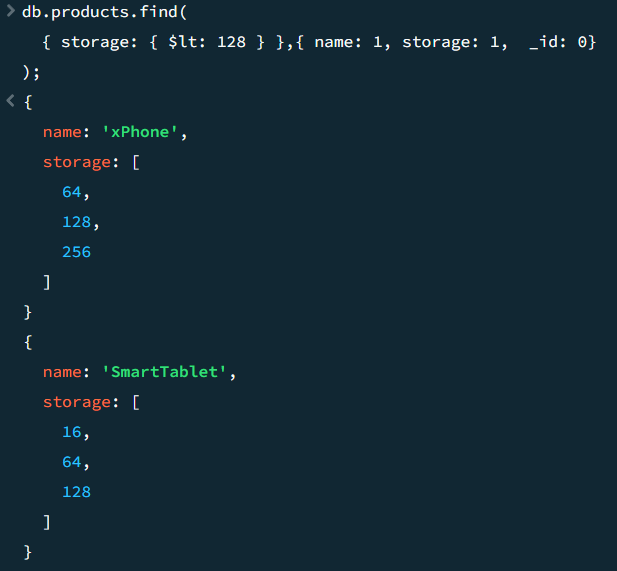 > db.products.find(
{ storage: { $lt: 128 } },{ name: 1, storage: 1,  _id: 0}
);
< {
name: 'xPhone',
storage: [
64,
128,
256
]
}
{
name: 'SmartTablet',
storage: [
16,
64,
128
]
}